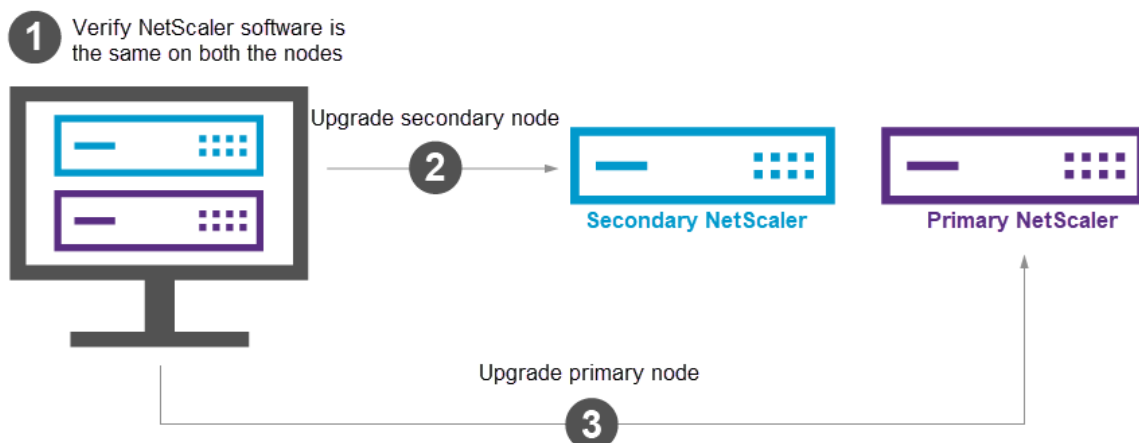 1
Verify NetScaler software is
the same on both the nodes
Upgrade secondary node
2
Secondary NetScaler
Primary NetScaler
Upgrade primary node
3